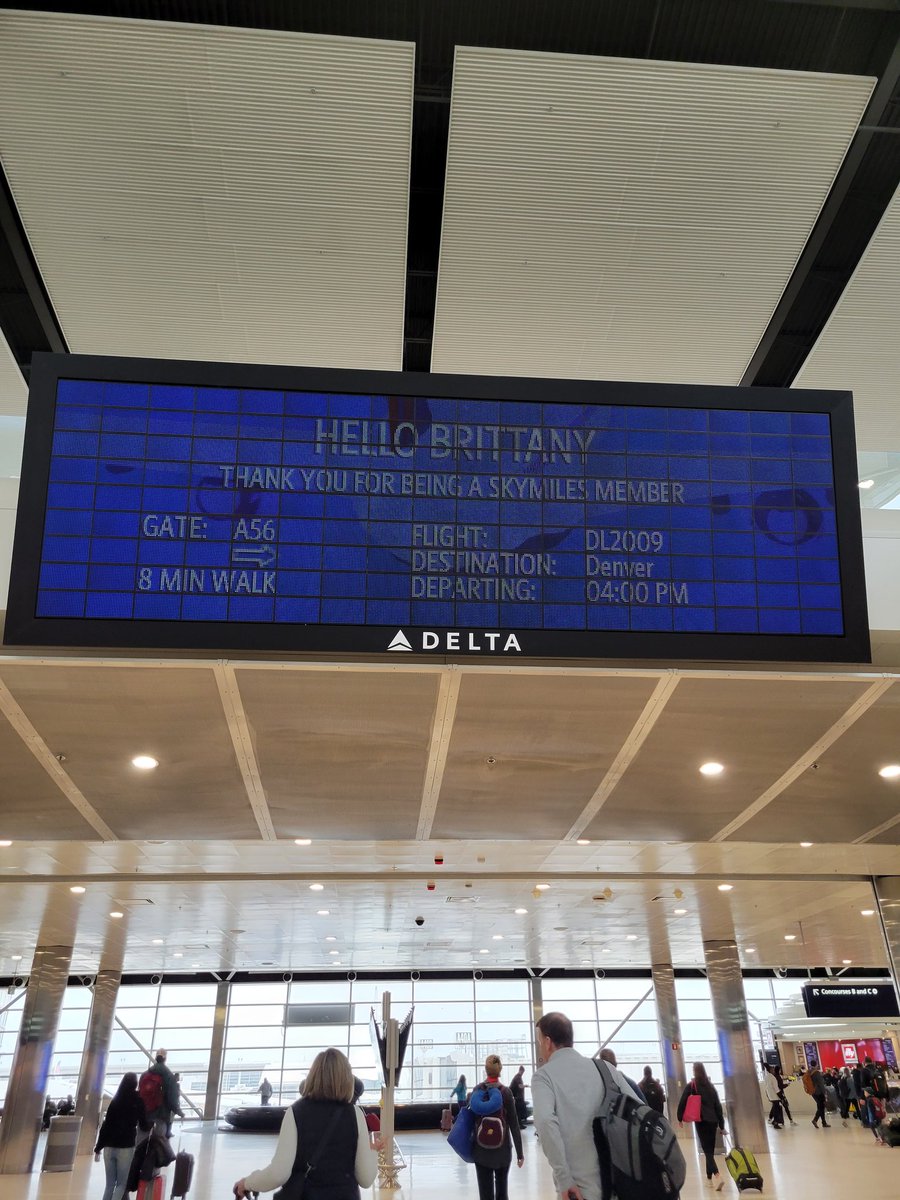 HELLO BRITTANY
THANK YOU FOR BEING A SKYMILES MEMBER
GATE: A56
8 MIN WALK
FLIGHT: DL2009
DESTINATION: Denver
DEPARTING: 04:00 PM
DELTA
Concourses B and C